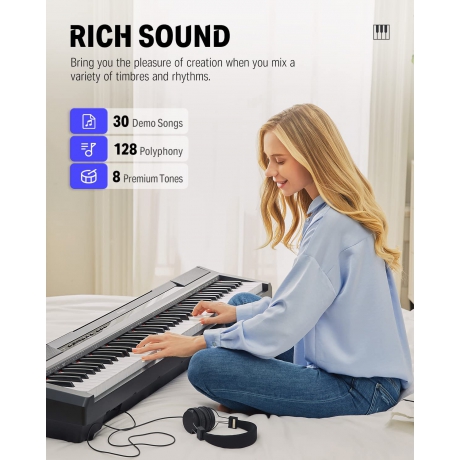 RICH SOUND
Bring you the pleasure of creation when you mix a
variety of timbres and rhythms.
30 Demo Songs
128 Polyphony
8 Premium Tones